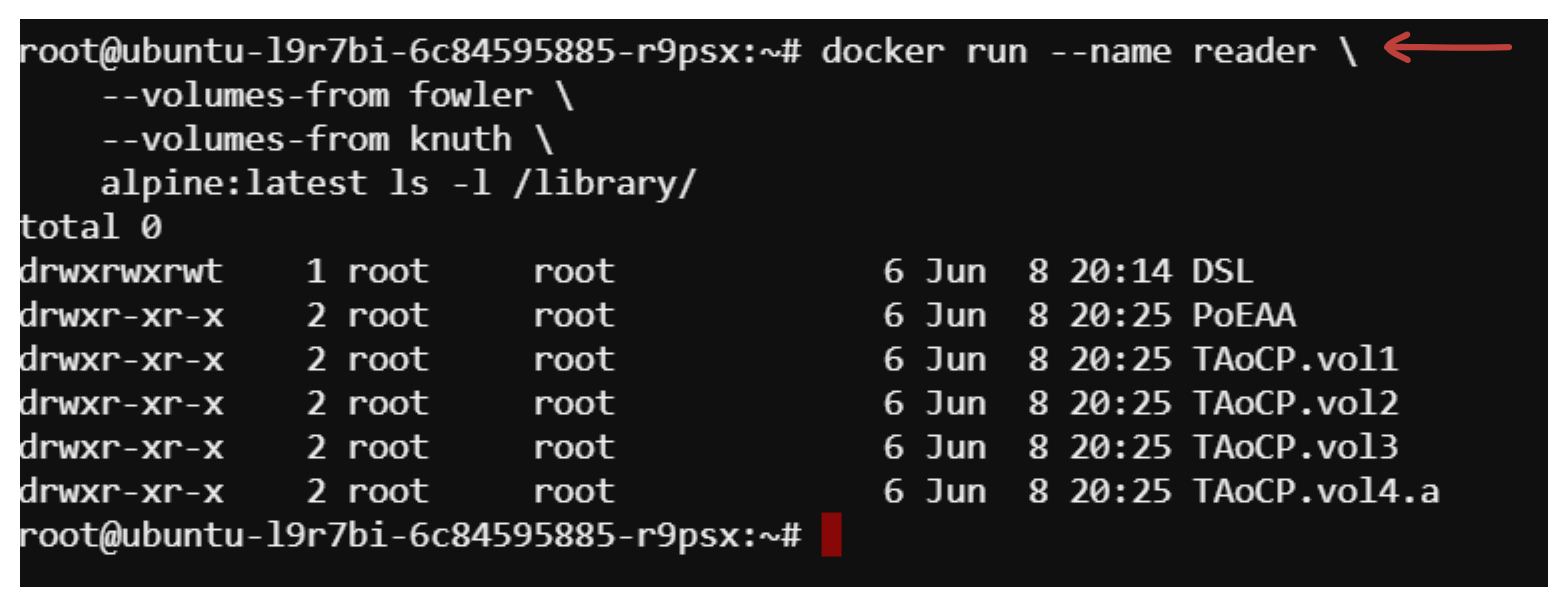 root@ubuntu-l9r7bi-6c84595885-r9psx:~# docker run --name reader \
    --volumes-from fowler \
    --volumes-from knuth \
    alpine:latest ls -l /library/
total 0
drwxrwxrwt    1 root     root             6 Jun  8 20:14 DSL
drwxr-xr-x    2 root     root             6 Jun  8 20:25 PoEAA
drwxr-xr-x    2 root     root             6 Jun  8 20:25 TAoCP.vol1
drwxr-xr-x    2 root     root             6 Jun  8 20:25 TAoCP.vol2
drwxr-xr-x    2 root     root             6 Jun  8 20:25 TAoCP.vol3
drwxr-xr-x    2 root     root             6 Jun  8 20:25 TAoCP.vol4.a
root@ubuntu-l9r7bi-6c84595885-r9psx:~#